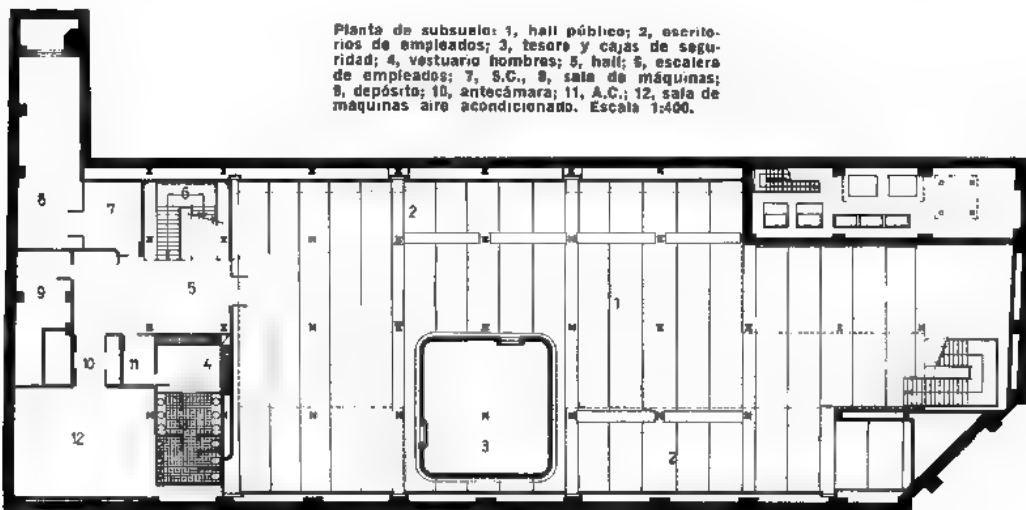 Planta de subsuelo: 1, hall público; 2, escrito-
rios de empleados; 3, tesoro y cajas de segu-
ridad; 4, vestuario hombres; 5, hall; 6, escalera
de empleados; 7, S.C., 8, sala de máquinas;
9, depósito; 10, antecámara; 11, A.C.; 12, sala de
máquinas aire acondicionado. Escala 1:400.
6
8
7
2
5
9
1
10
11
4
12
3
2